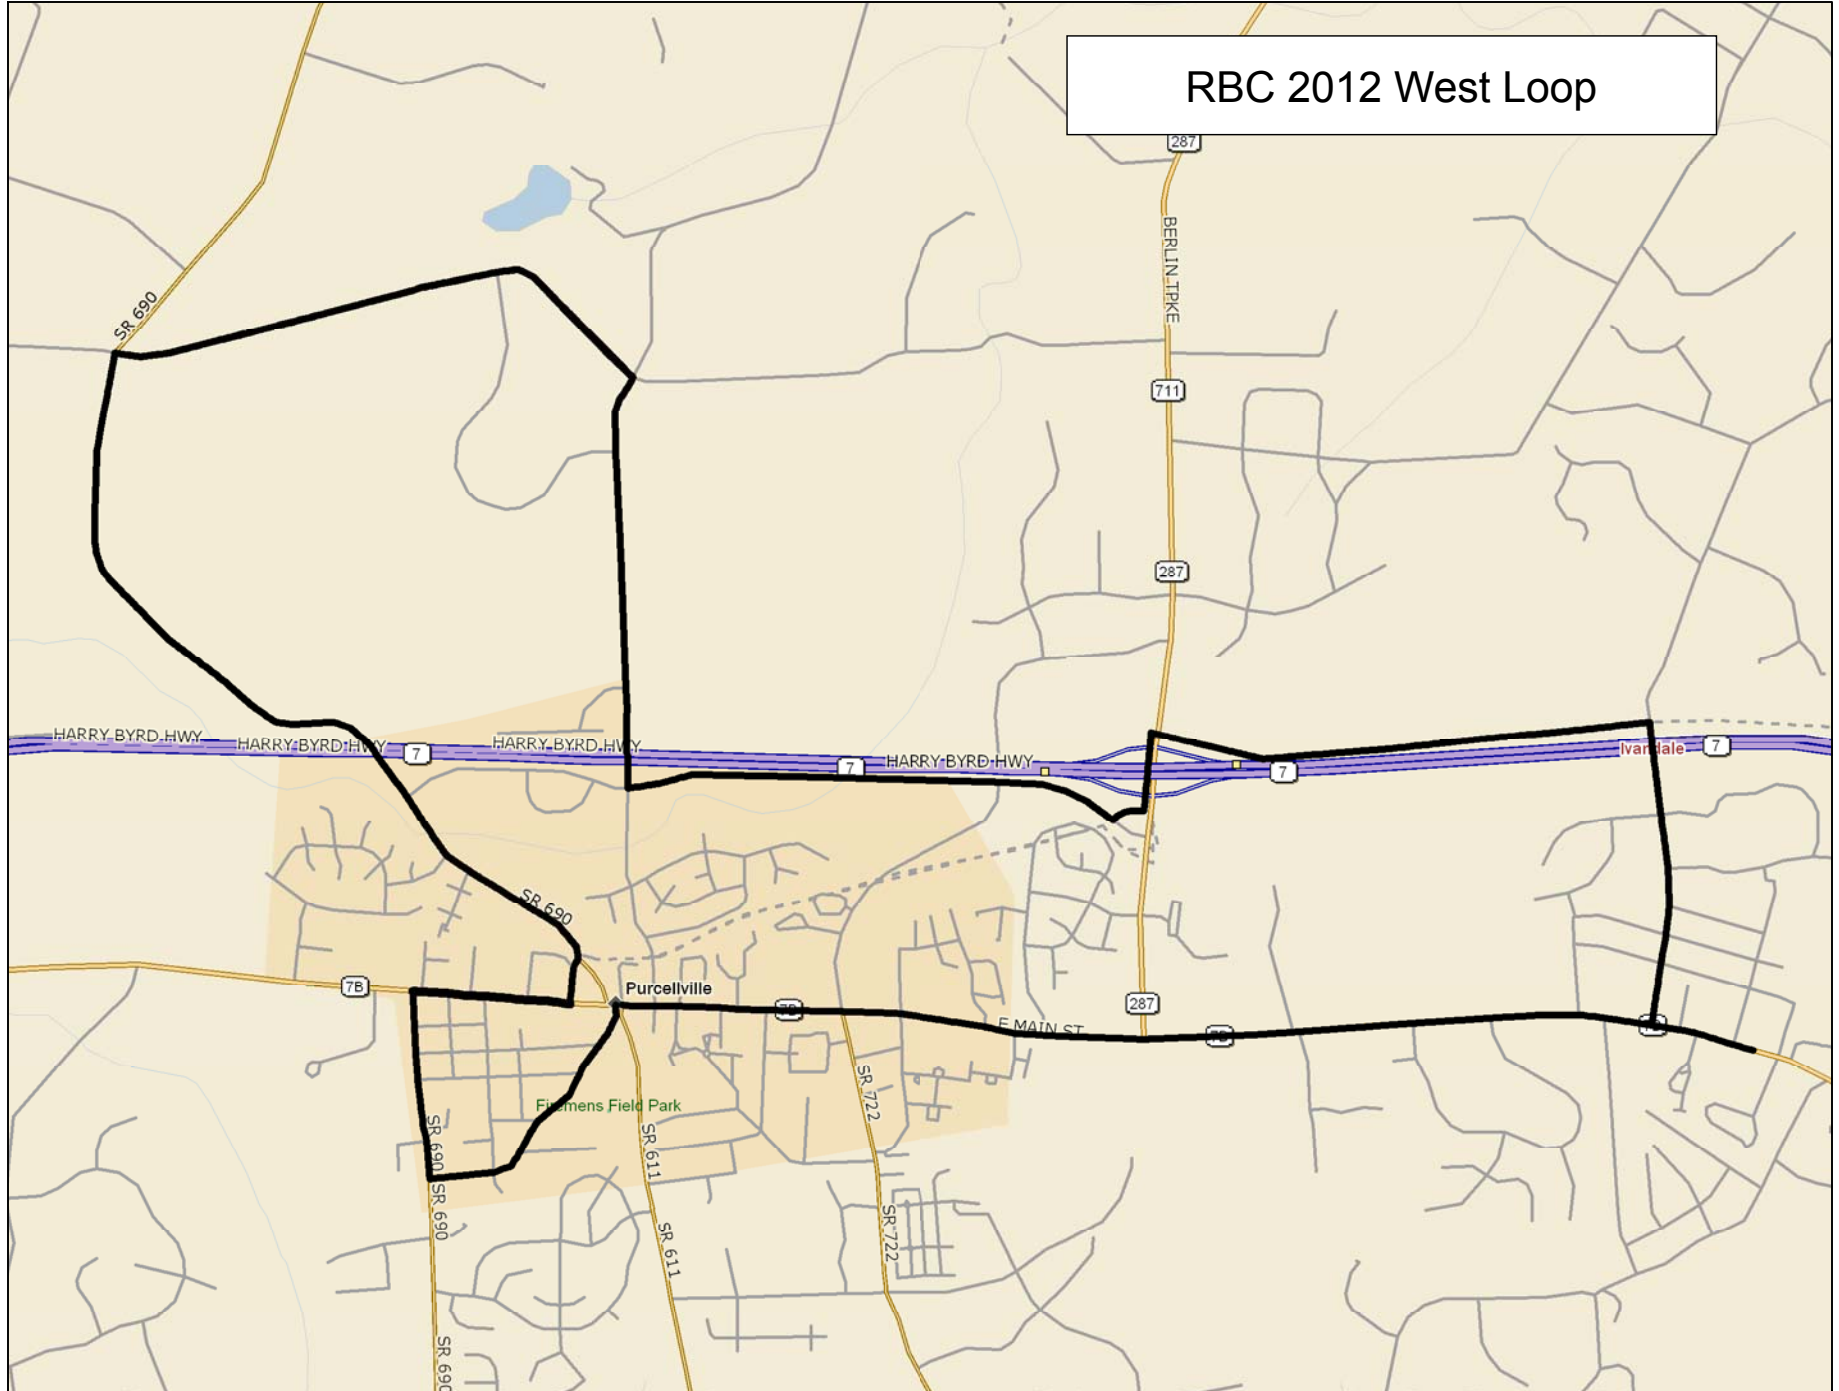 RBC 2012 West Loop
287
BERLIN TPKE
SR 690
711
287
HARRY BYRD HWY
HARRY BYRD HWY
HARRY BYRD HWY
HARRY BYRD HWY
7
7
7
Ivandale
7
SR 690
7B
Purcellville
7B
287
E MAIN ST
7B
7B
Firemens Field Park
SR 722
SR 690
SR 611
SR 690
SR 722
SR 611
SR 690